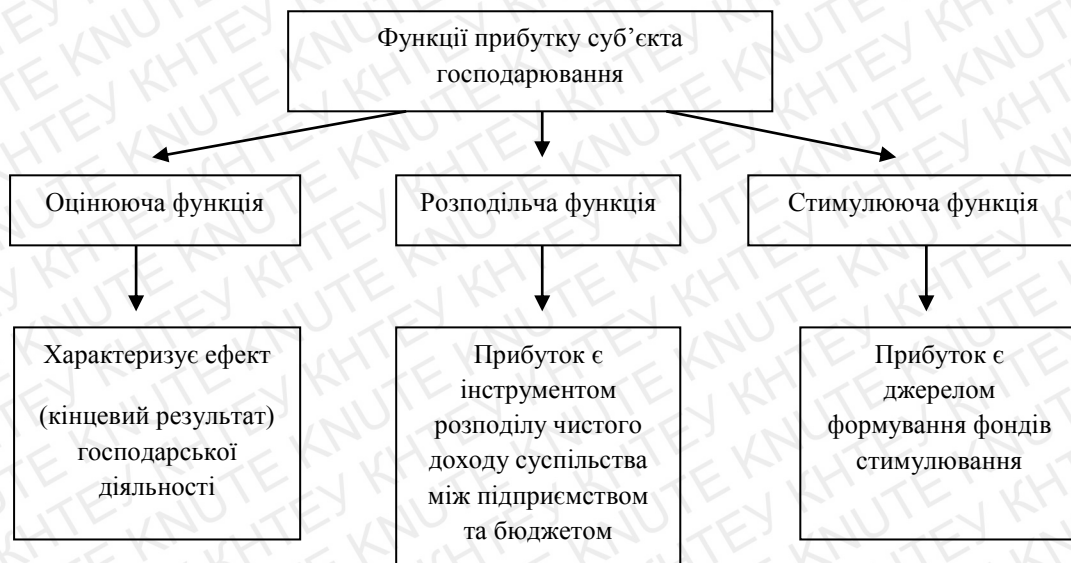 Функції прибутку суб’єкта
господарювання
Оцінююча функція
Розподільча функція
Стимулююча функція
Характеризує ефект
(кінцевий результат)
господарської
діяльності
Прибуток є
інструментом
розподілу чистого
доходу суспільства
між підприємством
та бюджетом
Прибуток є
джерелом
формування фондів
стимулювання